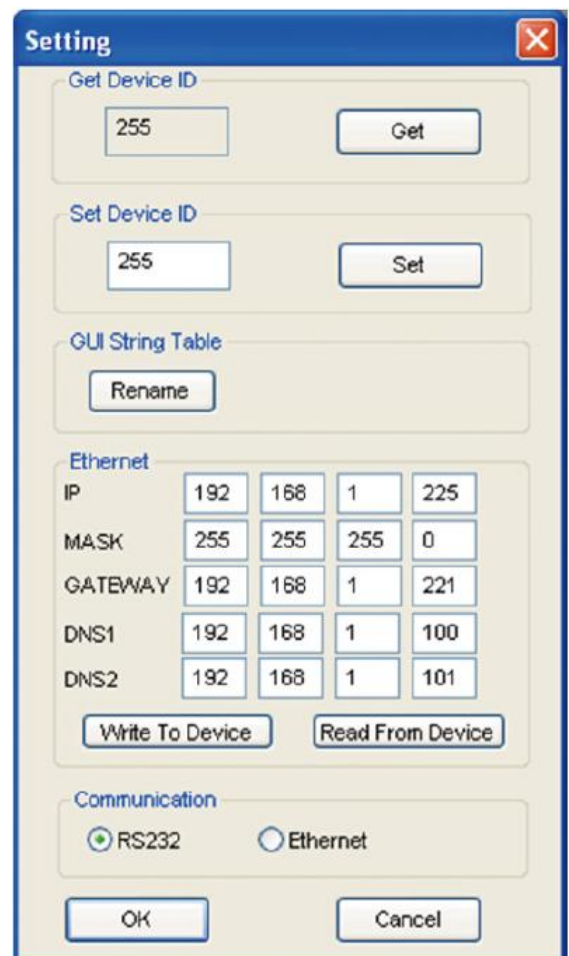 Setting
Get Device ID
255 Get
Set Device ID
255 Set
GUI String Table
Rename
Ethernet
IP 192 168 1 225
MASK 255 255 255 0
GATEWAY 192 168 1 221
DNS1 192 168 1 100
DNS2 192 168 1 101
Write To Device Read From Device
Communication
RS232 Ethernet
OK Cancel